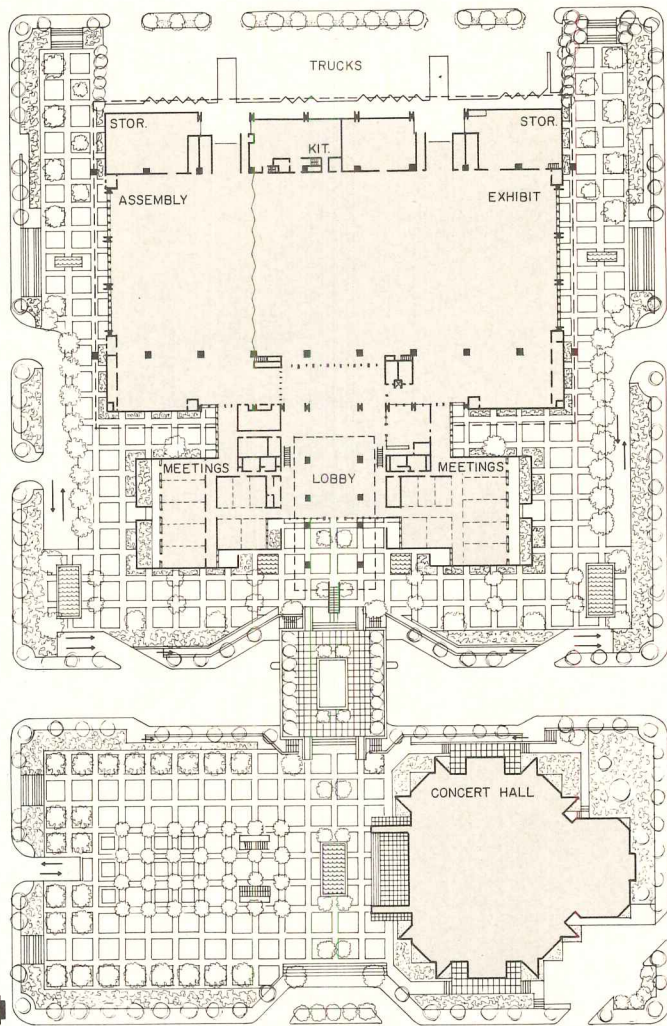 TRUCKS
STOR.
STOR.
KIT.
ASSEMBLY
EXHIBIT
MEETINGS
LOBBY
MEETINGS
CONCERT HALL